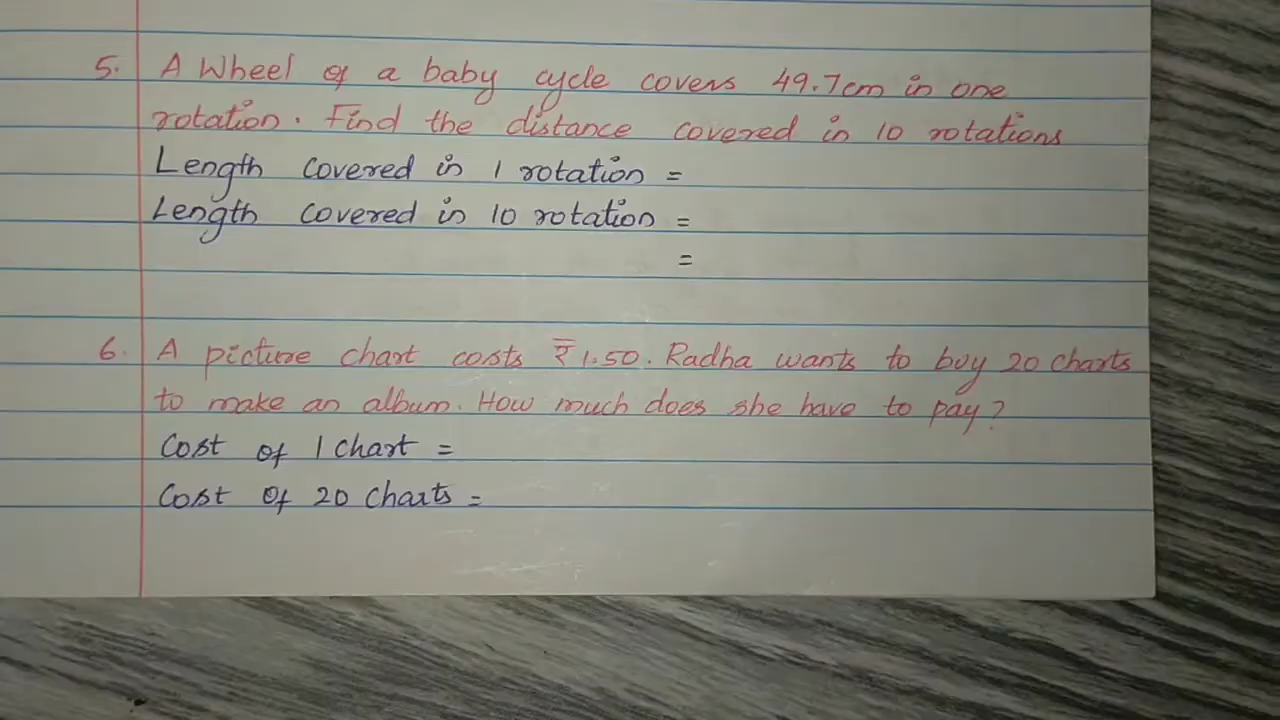 5. A Wheel of a baby cycle covers 49.7cm in one
rotation. Find the distance covered in 10 rotations
Length covered in 1 rotation =
Length covered in 10 rotation =
=
6. A picture chart costs ₹1.50. Radha wants to buy 20 charts
to make an album. How much does she have to pay?
Cost of 1 chart =
Cost of 20 charts =